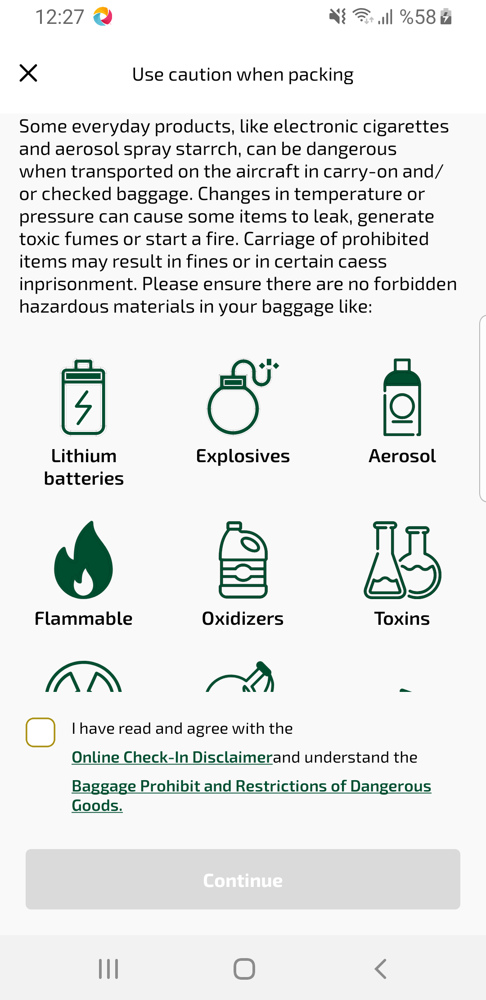 12:27
%58
Use caution when packing
Some everyday products, like electronic cigarettes
and aerosol spray starrch, can be dangerous
when transported on the aircraft in carry-on and/
or checked baggage. Changes in temperature or
pressure can cause some items to leak, generate
toxic fumes or start a fire. Carriage of prohibited
items may result in fines or in certain caess
inprisonment. Please ensure there are no forbidden
hazardous materials in your baggage like:
Lithium
batteries
Explosives
Aerosol
Flammable
Oxidizers
Toxins
I have read and agree with the
Online Check-In Disclaimerand understand the
Baggage Prohibit and Restrictions of Dangerous
Goods.
Continue